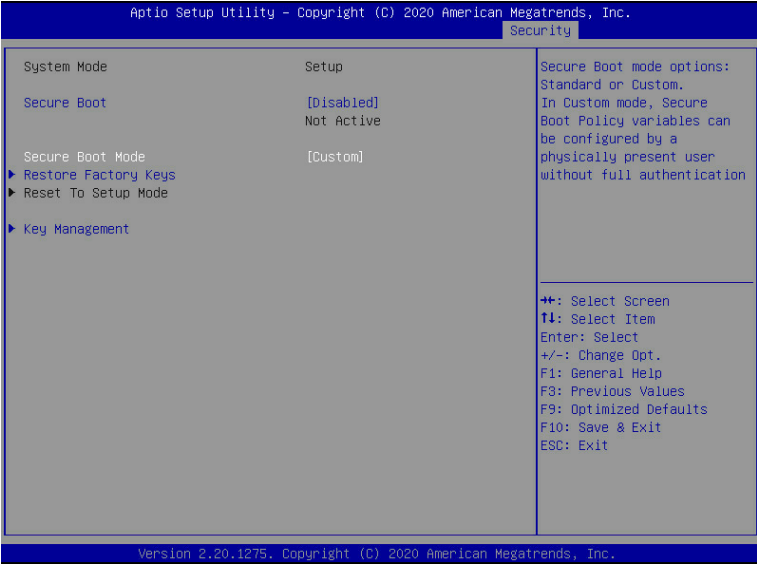 Aptio Setup Utility – Copyright (C) 2020 American Megatrends, Inc.
Security
System Mode Setup
Secure Boot [Disabled]
Not Active
Secure Boot Mode [Custom]
Restore Factory Keys
Reset To Setup Mode
Key Management
Secure Boot mode options:
Standard or Custom.
In Custom mode, Secure
Boot Policy variables can
be configured by a
physically present user
without full authentication
→←: Select Screen
↑↓: Select Item
Enter: Select
+/-: Change Opt.
F1: General Help
F3: Previous Values
F9: Optimized Defaults
F10: Save & Exit
ESC: Exit
Version 2.20.1275. Copyright (C) 2020 American Megatrends, Inc.